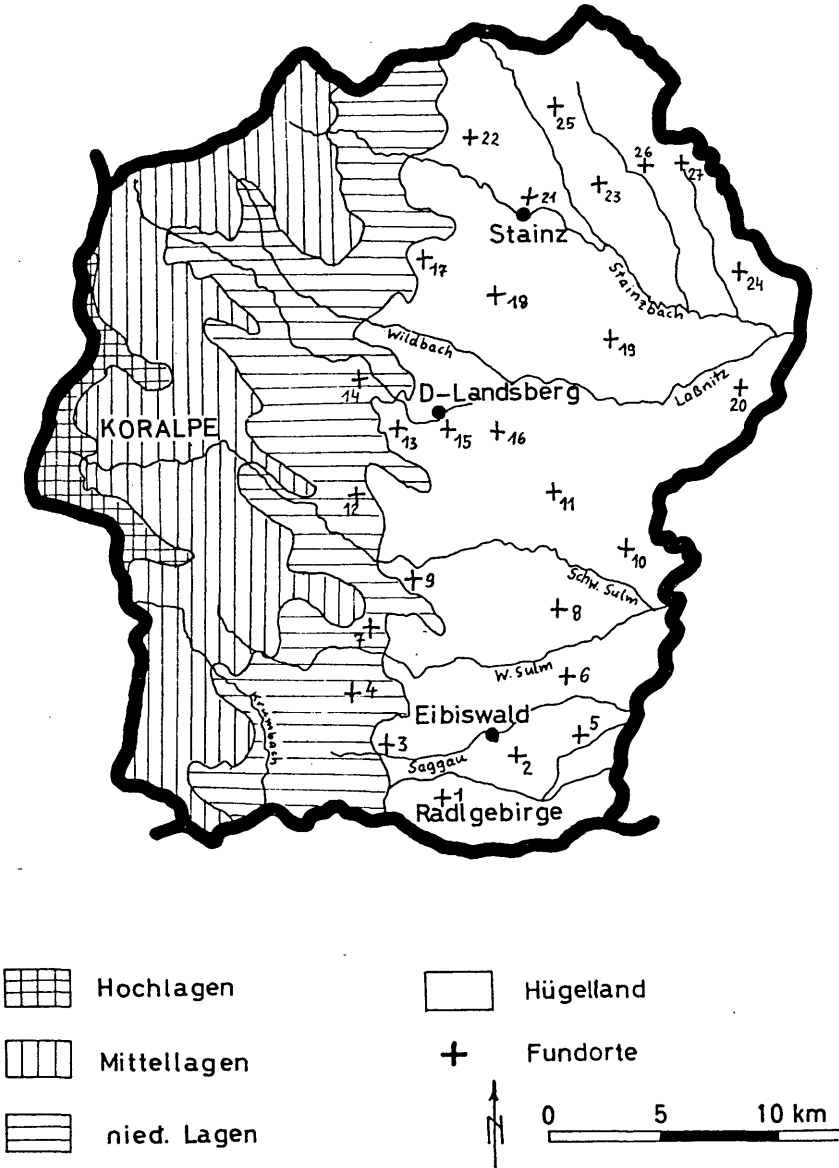 25
22
26
27
23
21
Stainz
17
Stainzbach
24
18
Wildbach
19
14
D-Landsberg
Laßnitz
20
KORALPE
13
15
16
12
11
10
9
Schw. Sulm
8
7
W. Sulm
6
4
Krumbach
Eibiswald
5
3
Saggau
2
1
Radlgebirge
Hochlagen
Hügelland
Mittellagen
Fundorte
nied. Lagen
N
0 5 10 km